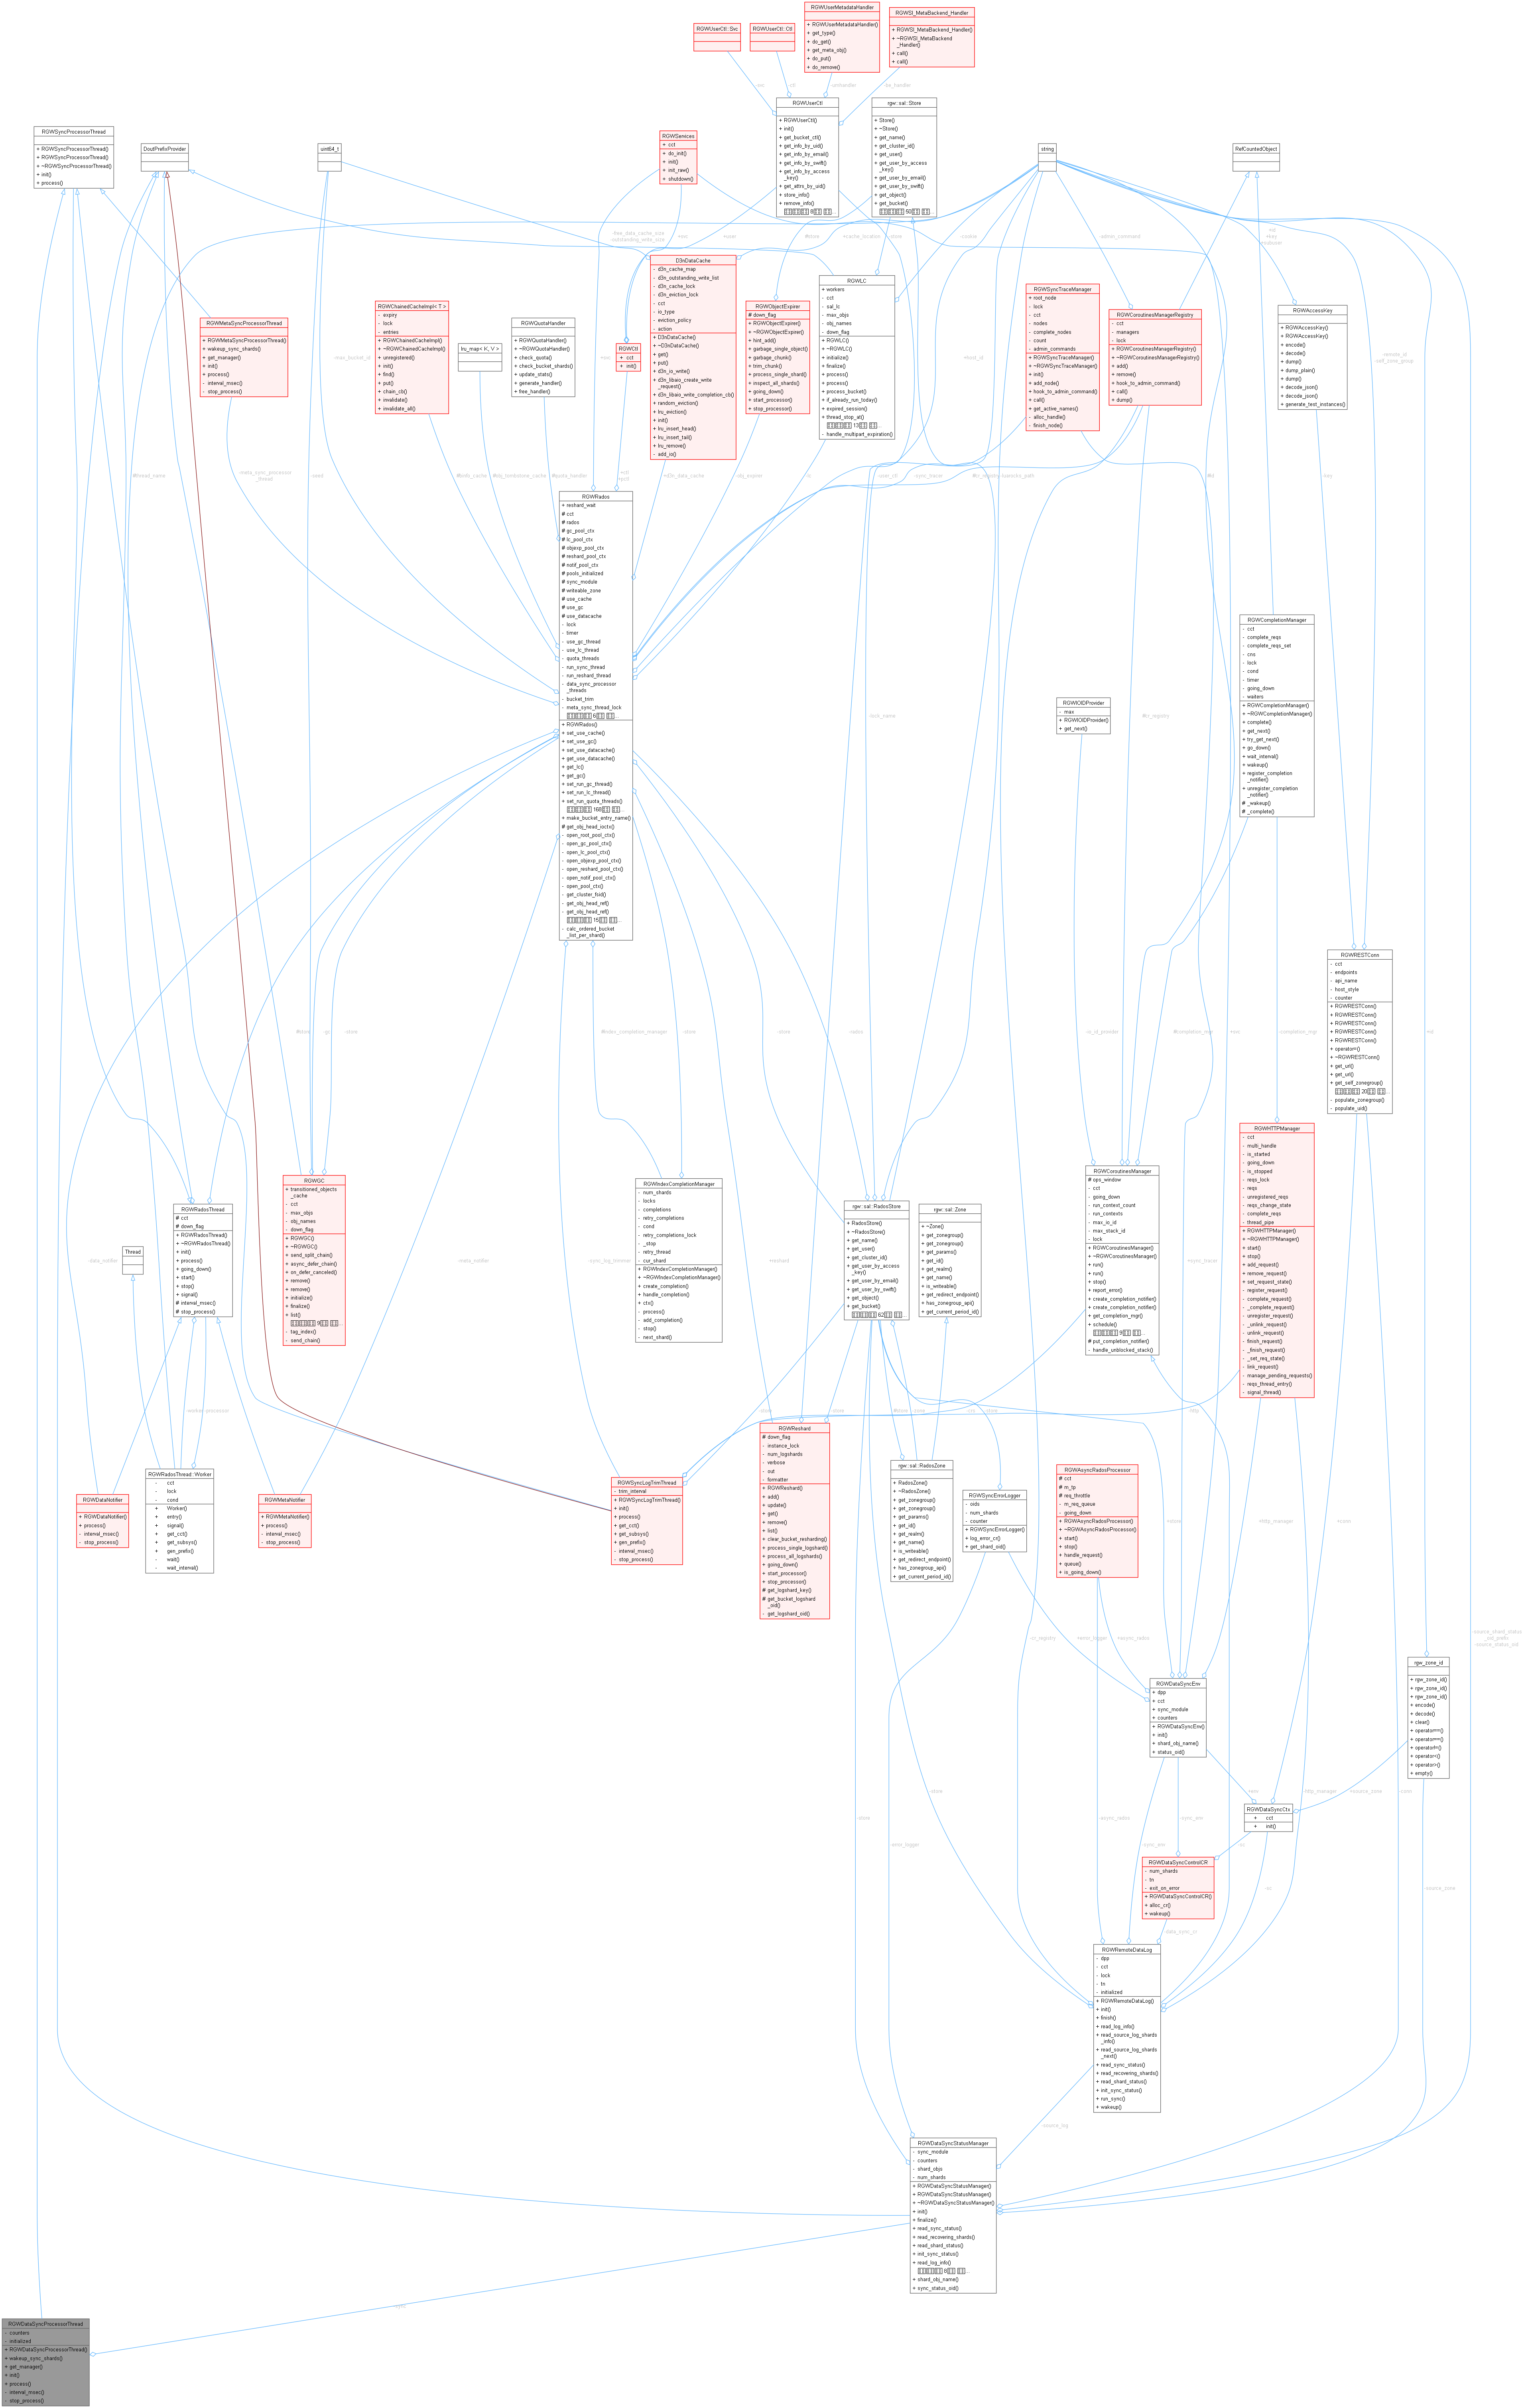 RGWUserCtl::Svc
RGWUserCtl::Ctl
RGWUserMetadataHandler
+ RGWUserMetadataHandler()
+ get_type()
+ do_get()
+ get_meta_obj()
+ do_put()
+ do_remove()
RGWSI_MetaBackend_Handler
+ RGWSI_MetaBackend_Handler()
+ ~RGWSI_MetaBackend
_Handler()
+ call()
+ call()
RGWUserCtl
+ RGWUserCtl()
+ init()
+ get_bucket_ctl()
+ get_info_by_uid()
+ get_info_by_email()
+ get_info_by_swift()
+ get_info_by_access
_key()
+ get_attrs_by_uid()
+ store_info()
+ remove_info()
rgw::sal::Store
+ Store()
+ ~Store()
+ get_name()
+ get_cluster_id()
+ get_user()
+ get_user_by_access
_key()
+ get_user_by_email()
+ get_user_by_swift()
+ get_object()
+ get_bucket()
RGWSyncProcessorThread
+ RGWSyncProcessorThread()
+ RGWSyncProcessorThread()
+ ~RGWSyncProcessorThread()
+ init()
+ process()
DoutPrefixProvider
uint64_t
RGWServices
+ cct
+ do_init()
+ init()
+ init_raw()
+ shutdown()
string
RefCountedObject
D3nDataCache
- d3n_cache_map
- d3n_outstanding_write_list
- d3n_cache_lock
- d3n_eviction_lock
- cct
- io_type
- eviction_policy
- action
+ D3nDataCache()
+ ~D3nDataCache()
+ get()
+ put()
+ d3n_io_write()
+ d3n_libaio_create_write
_request()
+ d3n_libaio_write_completion_cb()
+ random_eviction()
+ lru_eviction()
+ init()
+ lru_insert_head()
+ lru_insert_tail()
+ lru_remove()
- add_io()
RGWLC
+ workers
- cct
- sal_lc
- max_objs
- obj_names
- down_flag
+ RGWLC()
+ ~RGWLC()
+ initialize()
+ finalize()
+ process()
+ process()
+ process_bucket()
+ if_already_run_today()
+ expired_session()
+ thread_stop_at()
- handle_multipart_expiration()
RGWMetaSyncProcessorThread
+ RGWMetaSyncProcessorThread()
+ wakeup_sync_shards()
+ get_manager()
+ init()
+ process()
- interval_msec()
- stop_process()
RGWChainedCacheImpl< T >
- expiry
- lock
- entries
+ RGWChainedCacheImpl()
+ ~RGWChainedCacheImpl()
+ unregistered()
+ init()
+ find()
+ put()
+ chain_cb()
+ invalidate()
+ invalidate_all()
lru_map< K, V >
RGWQuotaHandler
+ RGWQuotaHandler()
+ ~RGWQuotaHandler()
+ check_quota()
+ check_bucket_shards()
+ update_stats()
+ generate_handler()
+ free_handler()
RGWCtl
+ cct
+ init()
RGWObjectExpirer
# down_flag
+ RGWObjectExpirer()
+ ~RGWObjectExpirer()
+ hint_add()
+ garbage_single_object()
+ garbage_chunk()
+ trim_chunk()
+ process_single_shard()
+ inspect_all_shards()
+ going_down()
+ start_processor()
+ stop_processor()
RGWSyncTraceManager
+ root_node
- lock
- cct
- nodes
- complete_nodes
- count
- admin_commands
+ RGWSyncTraceManager()
+ ~RGWSyncTraceManager()
+ init()
+ add_node()
+ hook_to_admin_command()
+ call()
+ get_active_names()
- alloc_handle()
- finish_node()
RGWCoroutinesManagerRegistry
- cct
- managers
- lock
+ RGWCoroutinesManagerRegistry()
+ ~RGWCoroutinesManagerRegistry()
+ add()
+ remove()
+ hook_to_admin_command()
+ call()
+ dump()
RGWAccessKey
+ RGWAccessKey()
+ RGWAccessKey()
+ encode()
+ decode()
+ dump()
+ dump_plain()
+ dump()
+ decode_json()
+ decode_json()
+ generate_test_instances()
RGWRados
+ reshard_wait
# cct
# rados
# gc_pool_ctx
# lc_pool_ctx
# objexp_pool_ctx
# reshard_pool_ctx
# notif_pool_ctx
# pools_initialized
# sync_module
# writeable_zone
# use_cache
# use_gc
# use_datacache
- lock
- timer
- use_gc_thread
- use_lc_thread
- quota_threads
- run_sync_thread
- run_reshard_thread
- data_sync_processor
_threads
- bucket_trim
- meta_sync_thread_lock
+ RGWRados()
+ set_use_cache()
+ set_use_gc()
+ set_use_datacache()
+ get_use_datacache()
+ get_lc()
+ get_gc()
+ set_run_gc_thread()
+ set_run_lc_thread()
+ set_run_quota_threads()
+ make_bucket_entry_name()
# get_obj_head_ioctx()
- open_root_pool_ctx()
- open_gc_pool_ctx()
- open_lc_pool_ctx()
- open_objexp_pool_ctx()
- open_reshard_pool_ctx()
- open_notif_pool_ctx()
- open_pool_ctx()
- get_cluster_fsid()
- get_obj_head_ref()
- get_obj_head_ref()
- calc_ordered_bucket
_list_per_shard()
RGWCompletionManager
- cct
- complete_reqs
- complete_reqs_set
- cns
- lock
- cond
- timer
- going_down
- waiters
+ RGWCompletionManager()
+ ~RGWCompletionManager()
+ complete()
+ get_next()
+ try_get_next()
+ go_down()
+ wait_interval()
+ wakeup()
+ register_completion
_notifier()
+ unregister_completion
_notifier()
# _wakeup()
# _complete()
RGWIOIDProvider
- max
+ RGWIOIDProvider()
+ get_next()
RGWRESTConn
- cct
- endpoints
- api_name
- host_style
- counter
+ RGWRESTConn()
+ RGWRESTConn()
+ RGWRESTConn()
+ RGWRESTConn()
+ RGWRESTConn()
+ operator=()
+ ~RGWRESTConn()
+ get_url()
+ get_url()
+ get_self_zonegroup()
- populate_zonegroup()
- populate_uid()
RGWHTTPManager
- cct
- multi_handle
- is_started
- going_down
- is_stopped
- reqs_lock
- reqs
- unregistered_reqs
- reqs_change_state
- complete_reqs
- thread_pipe
+ RGWHTTPManager()
+ ~RGWHTTPManager()
+ start()
+ stop()
+ add_request()
+ remove_request()
+ set_request_state()
- register_request()
- complete_request()
- _complete_request()
- unregister_request()
- _unlink_request()
- unlink_request()
- finish_request()
- _finish_request()
- _set_req_state()
- link_request()
- manage_pending_requests()
- reqs_thread_entry()
- signal_thread()
RGWCoroutinesManager
# ops_window
- cct
- going_down
- run_context_count
- run_contexts
- max_io_id
- max_stack_id
- lock
+ RGWCoroutinesManager()
+ ~RGWCoroutinesManager()
+ run()
+ run()
+ stop()
+ report_error()
+ create_completion_notifier()
+ create_completion_notifier()
+ get_completion_mgr()
+ schedule()
# put_completion_notifier()
- handle_unblocked_stack()
RGWGC
+ transitioned_objects
_cache
- cct
- max_objs
- obj_names
- down_flag
+ RGWGC()
+ ~RGWGC()
+ send_split_chain()
+ async_defer_chain()
+ on_defer_canceled()
+ remove()
+ remove()
+ initialize()
+ finalize()
+ list()
- tag_index()
- send_chain()
RGWIndexCompletionManager
- num_shards
- locks
- completions
- retry_completions
- cond
- retry_completions_lock
- _stop
- retry_thread
- cur_shard
+ RGWIndexCompletionManager()
+ ~RGWIndexCompletionManager()
+ create_completion()
+ handle_completion()
+ ctx()
- process()
- add_completion()
- stop()
- next_shard()
RGWRadosThread
# cct
# down_flag
+ RGWRadosThread()
+ ~RGWRadosThread()
+ init()
+ process()
+ going_down()
+ start()
+ stop()
+ signal()
# interval_msec()
# stop_process()
Thread
rgw::sal::RadosStore
+ RadosStore()
+ ~RadosStore()
+ get_name()
+ get_user()
+ get_cluster_id()
+ get_user_by_access
_key()
+ get_user_by_email()
+ get_user_by_swift()
+ get_object()
+ get_bucket()
rgw::sal::Zone
+ ~Zone()
+ get_zonegroup()
+ get_zonegroup()
+ get_params()
+ get_id()
+ get_realm()
+ get_name()
+ is_writeable()
+ get_redirect_endpoint()
+ has_zonegroup_api()
+ get_current_period_id()
RGWDataNotifier
+ RGWDataNotifier()
+ process()
- interval_msec()
- stop_process()
RGWRadosThread::Worker
- cct
- lock
- cond
+ Worker()
+ entry()
+ signal()
+ get_cct()
+ get_subsys()
+ gen_prefix()
- wait()
- wait_interval()
RGWMetaNotifier
+ RGWMetaNotifier()
+ process()
- interval_msec()
- stop_process()
RGWSyncLogTrimThread
- trim_interval
+ RGWSyncLogTrimThread()
+ init()
+ process()
+ get_cct()
+ get_subsys()
+ gen_prefix()
- interval_msec()
- stop_process()
RGWReshard
# down_flag
- instance_lock
- num_logshards
- verbose
- out
- formatter
+ RGWReshard()
+ add()
+ update()
+ get()
+ remove()
+ list()
+ clear_bucket_resharding()
+ process_single_logshard()
+ process_all_logshards()
+ going_down()
+ start_processor()
+ stop_processor()
# get_logshard_key()
# get_bucket_logshard
_oid()
- get_logshard_oid()
rgw::sal::RadosZone
+ RadosZone()
+ ~RadosZone()
+ get_zonegroup()
+ get_zonegroup()
+ get_params()
+ get_id()
+ get_realm()
+ get_name()
+ is_writeable()
+ get_redirect_endpoint()
+ has_zonegroup_api()
+ get_current_period_id()
RGWSyncErrorLogger
- oids
- num_shards
- counter
+ RGWSyncErrorLogger()
+ log_error_cr()
+ get_shard_oid()
RGWAsyncRadosProcessor
# cct
# m_tp
# req_throttle
- m_req_queue
- going_down
+ RGWAsyncRadosProcessor()
+ ~RGWAsyncRadosProcessor()
+ start()
+ stop()
+ handle_request()
+ queue()
+ is_going_down()
RGWDataSyncEnv
+ dpp
+ cct
+ sync_module
+ counters
+ RGWDataSyncEnv()
+ init()
+ shard_obj_name()
+ status_oid()
rgw_zone_id
+ rgw_zone_id()
+ rgw_zone_id()
+ rgw_zone_id()
+ encode()
+ decode()
+ clear()
+ operator==()
+ operator==()
+ operator!=()
+ operator<()
+ operator>()
+ empty()
RGWDataSyncCtx
+ cct
+ init()
RGWDataSyncControlCR
- num_shards
- tn
- exit_on_error
+ RGWDataSyncControlCR()
+ alloc_cr()
+ wakeup()
RGWRemoteDataLog
- dpp
- cct
- lock
- tn
- initialized
+ RGWRemoteDataLog()
+ init()
+ finish()
+ read_log_info()
+ read_source_log_shards
_info()
+ read_source_log_shards
_next()
+ read_sync_status()
+ read_recovering_shards()
+ read_shard_status()
+ init_sync_status()
+ run_sync()
+ wakeup()
RGWDataSyncStatusManager
- sync_module
- counters
- shard_objs
- num_shards
+ RGWDataSyncStatusManager()
+ RGWDataSyncStatusManager()
+ ~RGWDataSyncStatusManager()
+ init()
+ finalize()
+ read_sync_status()
+ read_recovering_shards()
+ read_shard_status()
+ init_sync_status()
+ read_log_info()
+ shard_obj_name()
+ sync_status_oid()
RGWDataSyncProcessorThread
- counters
- initialized
+ RGWDataSyncProcessorThread()
+ wakeup_sync_shards()
+ get_manager()
+ init()
+ process()
- interval_msec()
- stop_process()